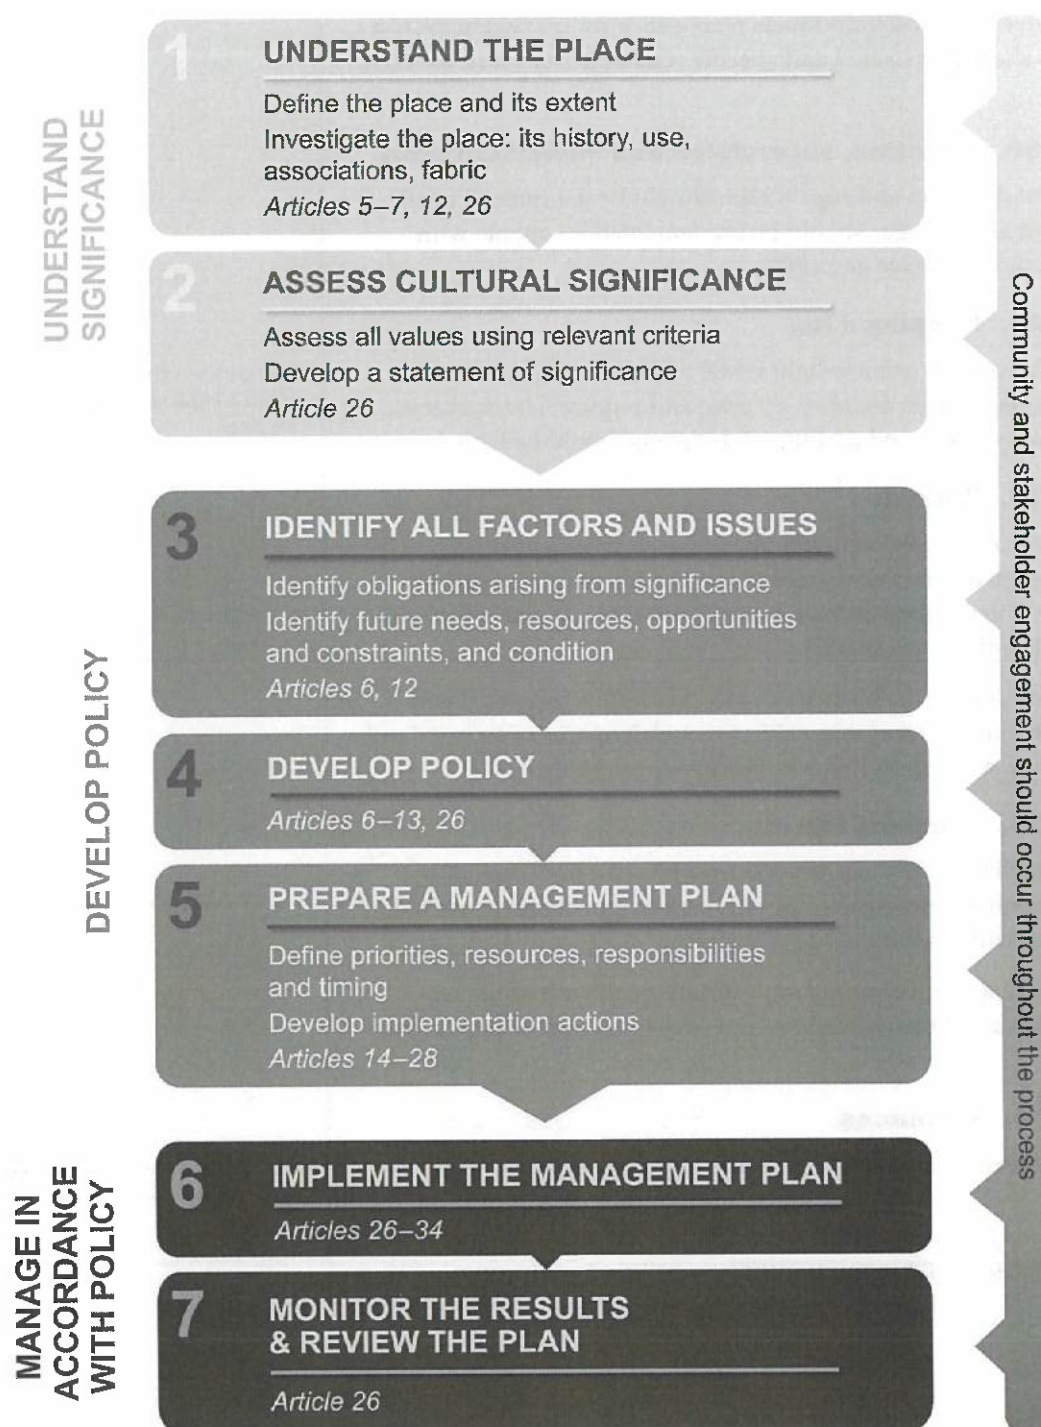 UNDERSTAND
SIGNIFICANCE
1
UNDERSTAND THE PLACE
Define the place and its extent
Investigate the place: its history, use,
associations, fabric
Articles 5–7, 12, 26
2
ASSESS CULTURAL SIGNIFICANCE
Assess all values using relevant criteria
Develop a statement of significance
Article 26
DEVELOP POLICY
3
IDENTIFY ALL FACTORS AND ISSUES
Identify obligations arising from significance
Identify future needs, resources, opportunities
and constraints, and condition
Articles 6, 12
4
DEVELOP POLICY
Articles 6–13, 26
5
PREPARE A MANAGEMENT PLAN
Define priorities, resources, responsibilities
and timing
Develop implementation actions
Articles 14–28
MANAGE IN
ACCORDANCE
WITH POLICY
6
IMPLEMENT THE MANAGEMENT PLAN
Articles 26–34
7
MONITOR THE RESULTS
& REVIEW THE PLAN
Article 26
Community and stakeholder engagement should occur throughout the process